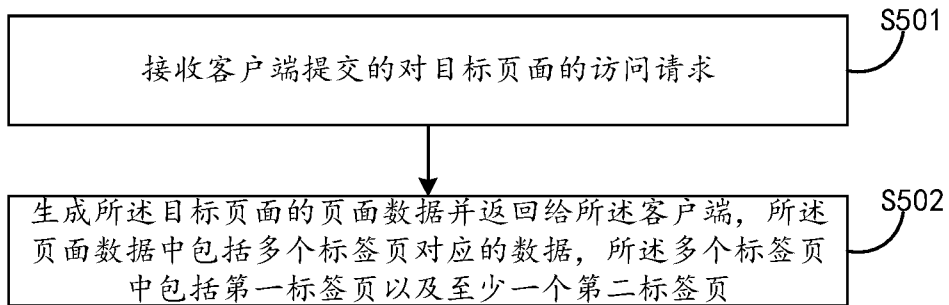 S501
接收客户端提交的对目标页面的访问请求
S502
生成所述目标页面的页面数据并返回给所述客户端，所述
页面数据中包括多个标签页对应的数据，所述多个标签页
中包括第一标签页以及至少一个第二标签页